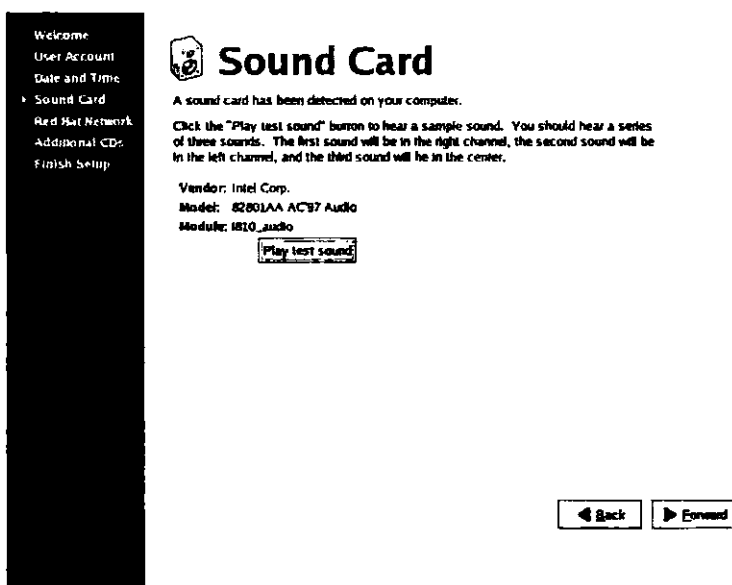 Welcome
User Account
Date and Time
Sound Card
Red Hat Network
Additional CDs
Finish Setup
Sound Card
A sound card has been detected on your computer.
Click the "Play test sound" button to hear a sample sound. You should hear a series
of three sounds. The first sound will be in the right channel, the second sound will be
in the left channel, and the third sound will be in the center.
Vendor: Intel Corp.
Model: 82801AA AC'97 Audio
Module: i810_audio
Play test sound
Back
Forward